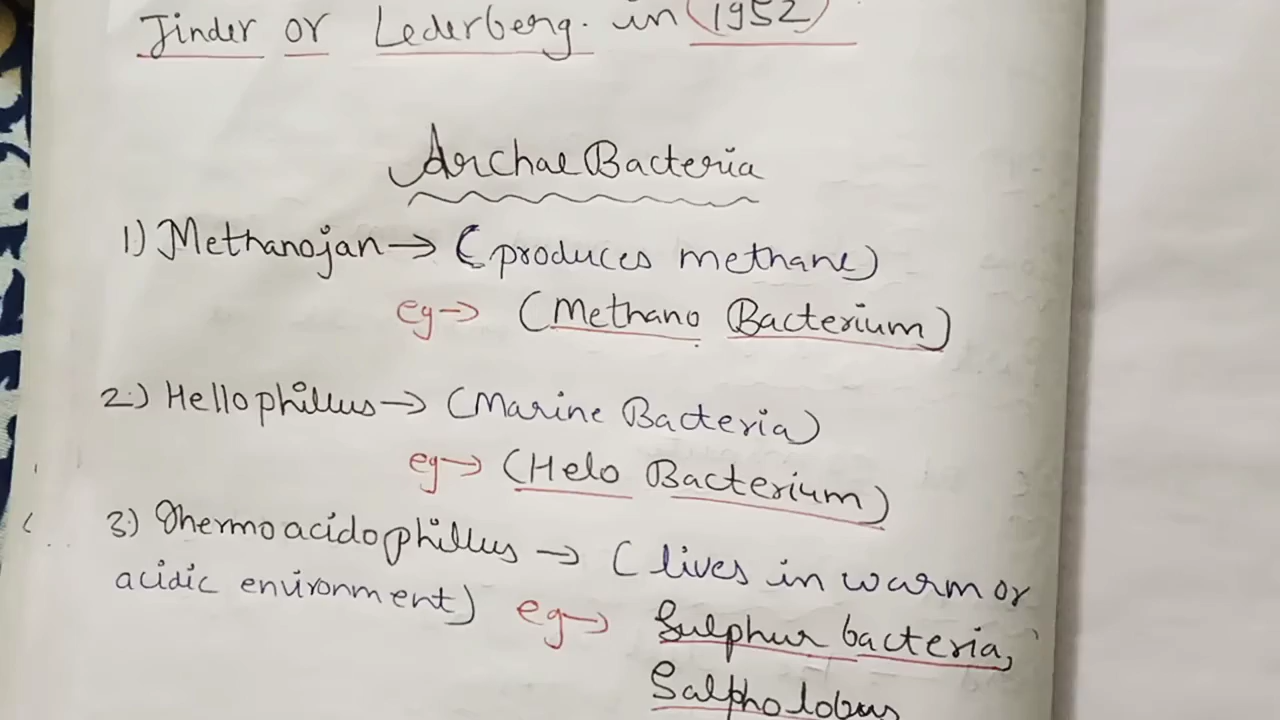 Jinder or Lederberg. in (1952)
ArchaeBacteria
1.) Methanojan → (produces methane)
eg → (Methano Bacterium)
2.) Hellophillus → (Marine Bacteria)
eg → (Helo Bacterium)
3.) Thermoacidophillus → (lives in warm or
acidic environment) eg → Sulphur bacteria,
Salpholobus